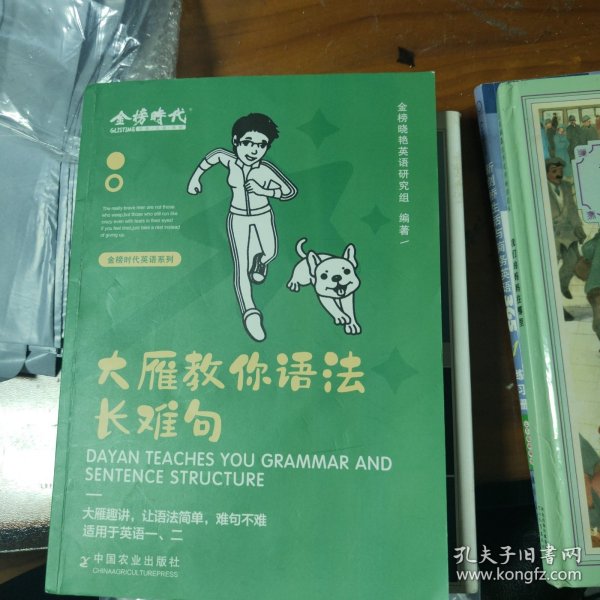 金榜時代
GLISTIME
The really brave men are not those
who weep,but those who still run like
crazy even with tears in their eyes!
If you feel tired,just take a rest instead
of giving up.
金榜时代英语系列
金榜晓艳英语研究组 编著
大雁教你语法
长难句
DAYAN TEACHES YOU GRAMMAR AND
SENTENCE STRUCTURE
大雁趣讲，让语法简单，难句不难
适用于英语一、二
中国农业出版社
CHINAAGRICULTUREPRESS
孔夫子旧书网
www.kongfz.com